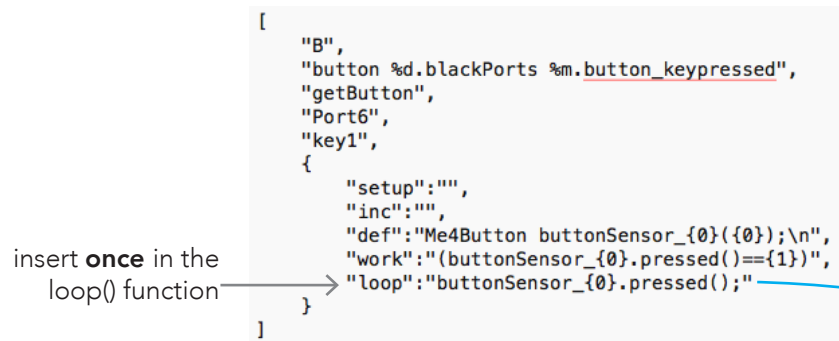 [
"B",
"button %d.blackPorts %m.button_keypressed",
"getButton",
"Port6",
"key1",
{
"setup":"",
"inc":"",
"def":"Me4Button buttonSensor_{0}({0});\n",
"work":"(buttonSensor_{0}.pressed()=={1})",
"loop":"buttonSensor_{0}.pressed();"
}
]
insert once in the
loop() function